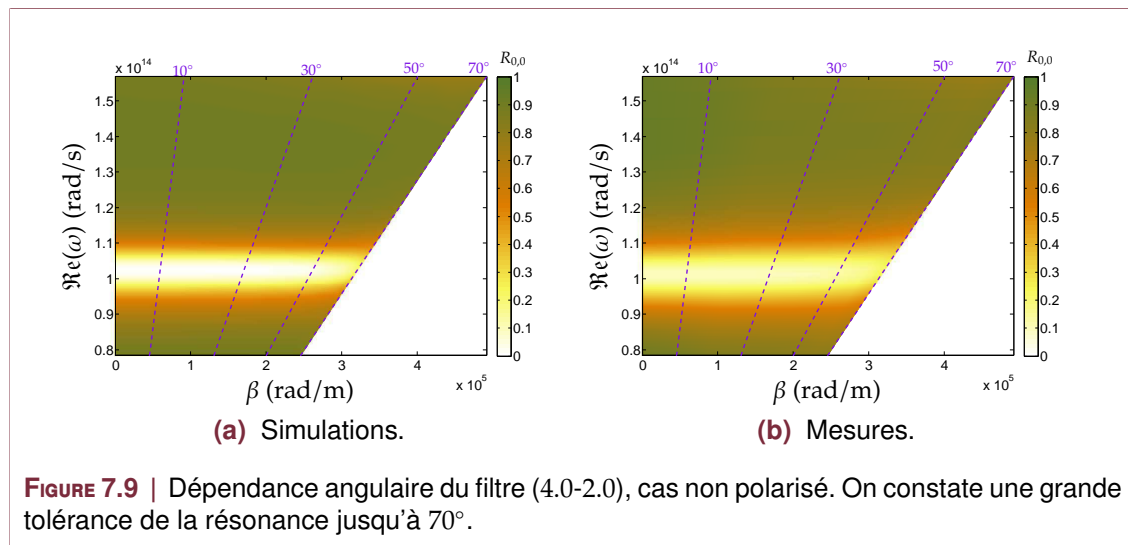 x 10^14
10° 30° 50° 70°
R0,0
1.5
1.4
1.3
1.2
1.1
1
0.9
0.8
ℜe(ω) (rad/s)
1
0.9
0.8
0.7
0.6
0.5
0.4
0.3
0.2
0.1
0
0 1 2 3 4
x 10^5
β (rad/m)
(a) Simulations.
x 10^14
10° 30° 50° 70°
R0,0
1.5
1.4
1.3
1.2
1.1
1
0.9
0.8
ℜe(ω) (rad/s)
1
0.9
0.8
0.7
0.6
0.5
0.4
0.3
0.2
0.1
0
0 1 2 3 4
x 10^5
β (rad/m)
(b) Mesures.
FIGURE 7.9 | Dépendance angulaire du filtre (4.0-2.0), cas non polarisé. On constate une grande
tolérance de la résonance jusqu'à 70°.